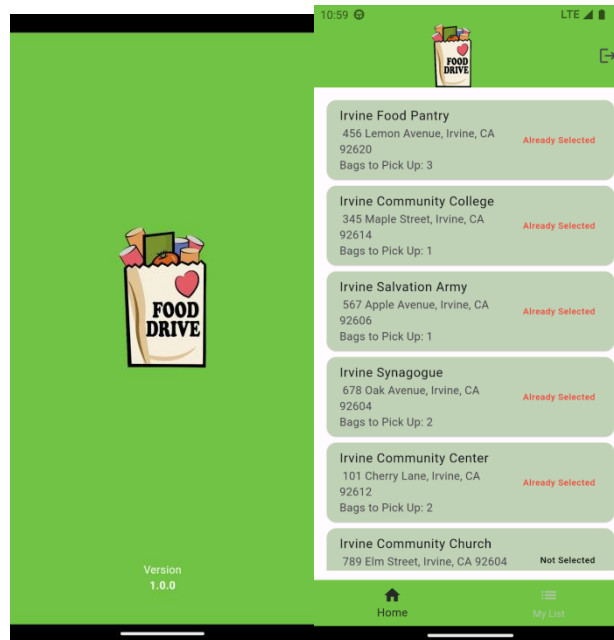 FOOD
DRIVE
Version
1.0.0
10:59
LTE
FOOD
DRIVE
Irvine Food Pantry
456 Lemon Avenue, Irvine, CA
92620
Bags to Pick Up: 3
Already Selected
Irvine Community College
345 Maple Street, Irvine, CA
92614
Bags to Pick Up: 1
Already Selected
Irvine Salvation Army
567 Apple Avenue, Irvine, CA
92606
Bags to Pick Up: 1
Already Selected
Irvine Synagogue
678 Oak Avenue, Irvine, CA
92604
Bags to Pick Up: 2
Already Selected
Irvine Community Center
101 Cherry Lane, Irvine, CA
92612
Bags to Pick Up: 2
Already Selected
Irvine Community Church
789 Elm Street, Irvine, CA 92604
Not Selected
Home
My List